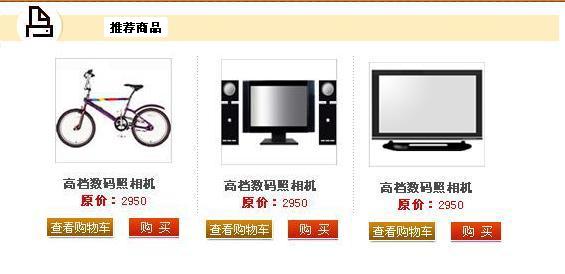 推荐商品
高档数码照相机 高档数码照相机 高档数码照相机
原价：2950 原价：2950 原价：2950
查看购物车 购 买 查看购物车 购 买 查看购物车 购 买